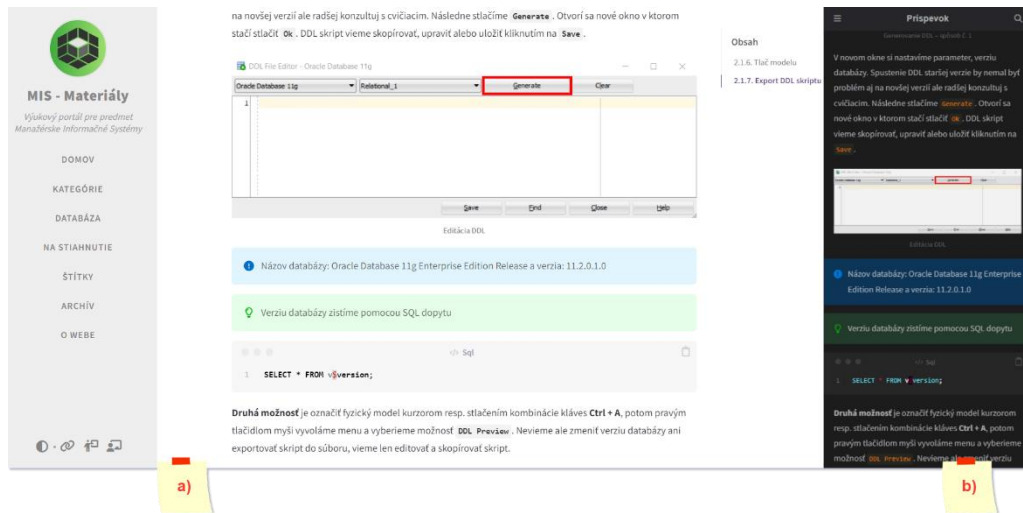 MIS - Materiály
Výukový portál pre predmet
Manažérske Informačné Systémy
DOMOV
KATEGÓRIE
DATABÁZA
NA STIAHNUTIE
ŠTÍTKY
ARCHÍV
O WEBE
na novšej verzií ale radšej konzultuj s cvičiacim. Následne stlačíme Generate . Otvorí sa nové okno v ktorom
stačí stlačiť Ok . DDL skript vieme skopírovať, upraviť alebo uložiť kliknutím na Save .
DDL File Editor - Oracle Database 11g
Oracle Database 11g Relational_1 Generate Clear
1
Save Find Close Help
Editácia DDL
Názov databázy: Oracle Database 11g Enterprise Edition Release a verzia: 11.2.0.1.0
Verziu databázy zistíme pomocou SQL dopytu
</> Sql
1 SELECT * FROM v$version;
Druhá možnosť je označiť fyzický model kurzorom resp. stlačením kombinácie kláves Ctrl + A, potom pravým
tlačidlom myši vyvoláme menu a vyberieme možnosť DDL Preview . Nevieme ale zmeniť verziu databázy ani
exportovať skript do súboru, vieme len editovať a skopírovať skript.
Obsah
2.1.6. Tlač modelu
2.1.7. Export DDL skriptu
a)
Príspevok
Generovanie DDL – spôsob č. 1
V novom okne si nastavíme parameter, verziu
databázy. Spustenie DDL staršej verzie by nemal byť
problém aj na novšej verzií ale radšej konzultuj s
cvičiacim. Následne stlačíme Generate . Otvorí sa
nové okno v ktorom stačí stlačiť Ok . DDL skript
vieme skopírovať, upraviť alebo uložiť kliknutím na
Save .
Editácia DDL
Názov databázy: Oracle Database 11g Enterprise
Edition Release a verzia: 11.2.0.1.0
Verziu databázy zistíme pomocou SQL dopytu
</> Sql
1 SELECT * FROM v$version;
Druhá možnosť je označiť fyzický model kurzorom
resp. stlačením kombinácie kláves Ctrl + A, potom
pravým tlačidlom myši vyvoláme menu a vyberieme
možnosť DDL Preview . Nevieme ale zmeniť verziu
b)